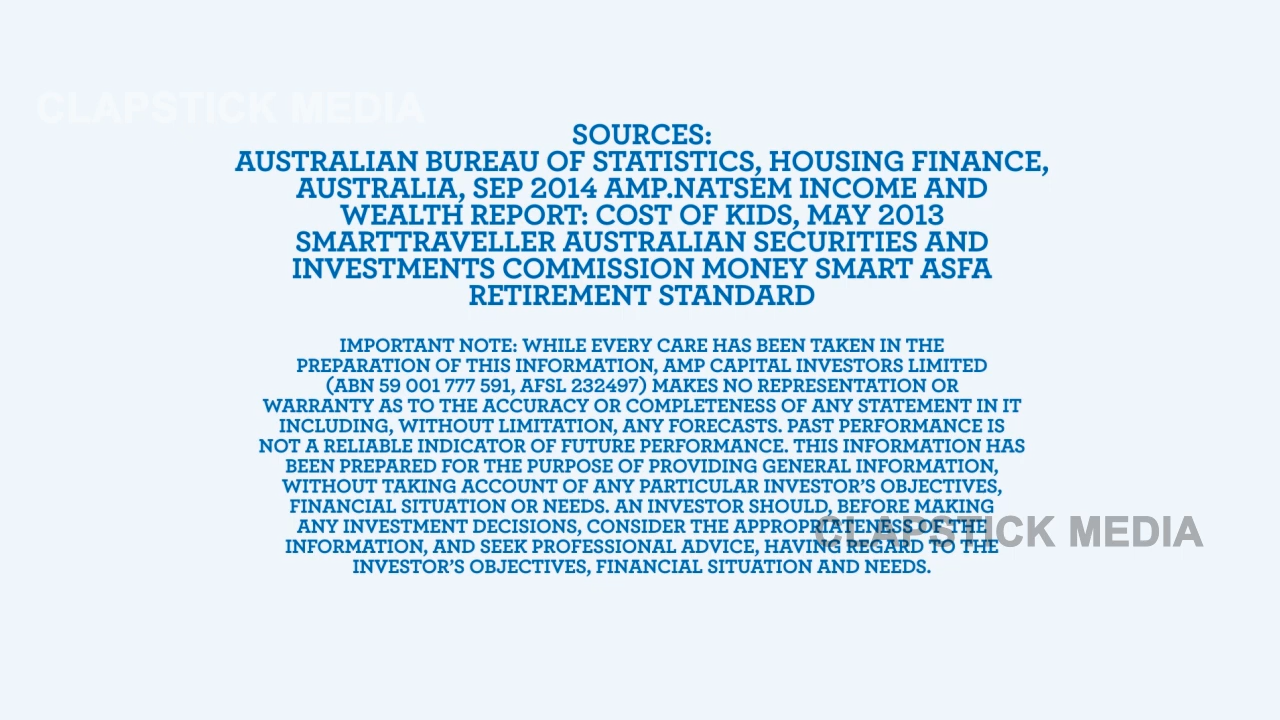 CLAPSTICK MEDIA
SOURCES:
AUSTRALIAN BUREAU OF STATISTICS, HOUSING FINANCE,
AUSTRALIA, SEP 2014 AMP.NATSEM INCOME AND
WEALTH REPORT: COST OF KIDS, MAY 2013
SMARTTRAVELLER AUSTRALIAN SECURITIES AND
INVESTMENTS COMMISSION MONEY SMART ASFA
RETIREMENT STANDARD
IMPORTANT NOTE: WHILE EVERY CARE HAS BEEN TAKEN IN THE
PREPARATION OF THIS INFORMATION, AMP CAPITAL INVESTORS LIMITED
(ABN 59 001 777 591, AFSL 232497) MAKES NO REPRESENTATION OR
WARRANTY AS TO THE ACCURACY OR COMPLETENESS OF ANY STATEMENT IN IT
INCLUDING, WITHOUT LIMITATION, ANY FORECASTS. PAST PERFORMANCE IS
NOT A RELIABLE INDICATOR OF FUTURE PERFORMANCE. THIS INFORMATION HAS
BEEN PREPARED FOR THE PURPOSE OF PROVIDING GENERAL INFORMATION,
WITHOUT TAKING ACCOUNT OF ANY PARTICULAR INVESTOR'S OBJECTIVES,
FINANCIAL SITUATION OR NEEDS. AN INVESTOR SHOULD, BEFORE MAKING
ANY INVESTMENT DECISIONS, CONSIDER THE APPROPRIATENESS OF THE
INFORMATION, AND SEEK PROFESSIONAL ADVICE, HAVING REGARD TO THE
INVESTOR'S OBJECTIVES, FINANCIAL SITUATION AND NEEDS.
CLAPSTICK MEDIA